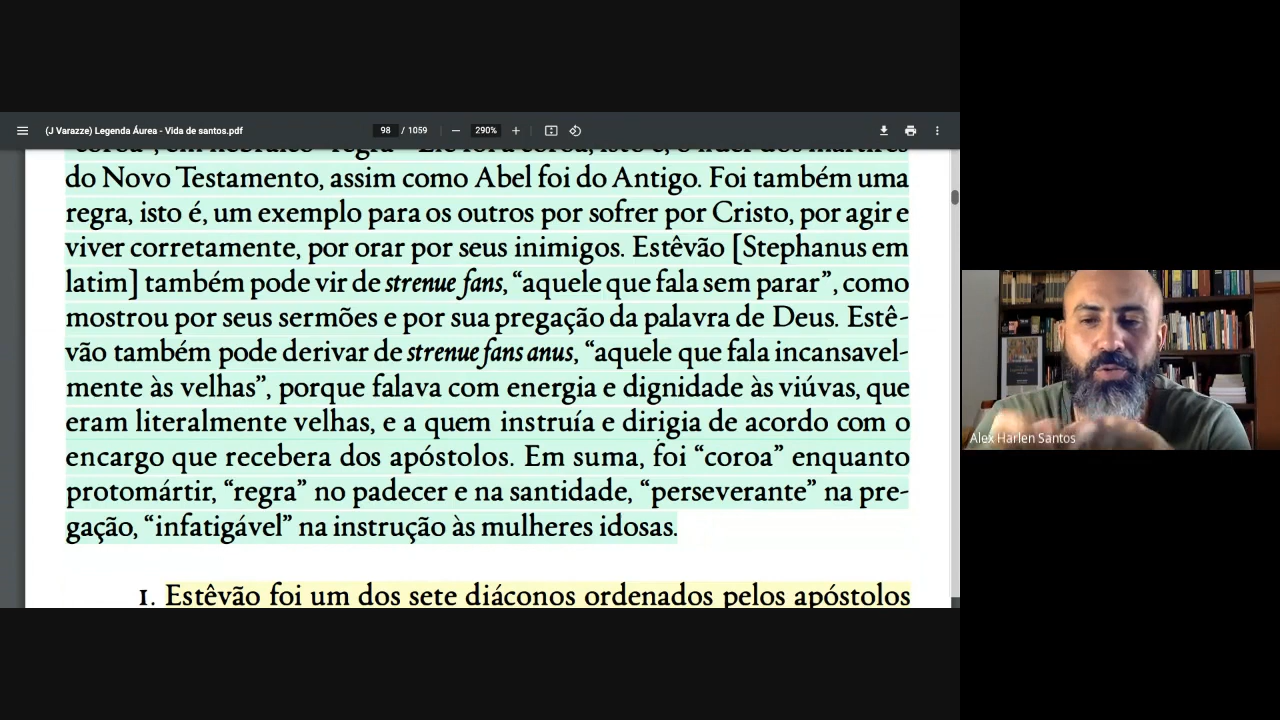 (J Varazze) Legenda Áurea - Vida de santos.pdf
98 / 1059
290%
do Novo Testamento, assim como Abel foi do Antigo. Foi também uma
regra, isto é, um exemplo para os outros por sofrer por Cristo, por agir e
viver corretamente, por orar por seus inimigos. Estêvão [Stephanus em
latim] também pode vir de strenue fans, “aquele que fala sem parar”, como
mostrou por seus sermões e por sua pregação da palavra de Deus. Estê-
vão também pode derivar de strenue fans anus, “aquele que fala incansavel-
mente às velhas”, porque falava com energia e dignidade às viúvas, que
eram literalmente velhas, e a quem instruía e dirigia de acordo com o
encargo que recebera dos apóstolos. Em suma, foi “coroa” enquanto
protomártir, “regra” no padecer e na santidade, “perseverante” na pre-
gação, “infatigável” na instrução às mulheres idosas.
1. Estêvão foi um dos sete diáconos ordenados pelos apóstolos
Alex Harlen Santos